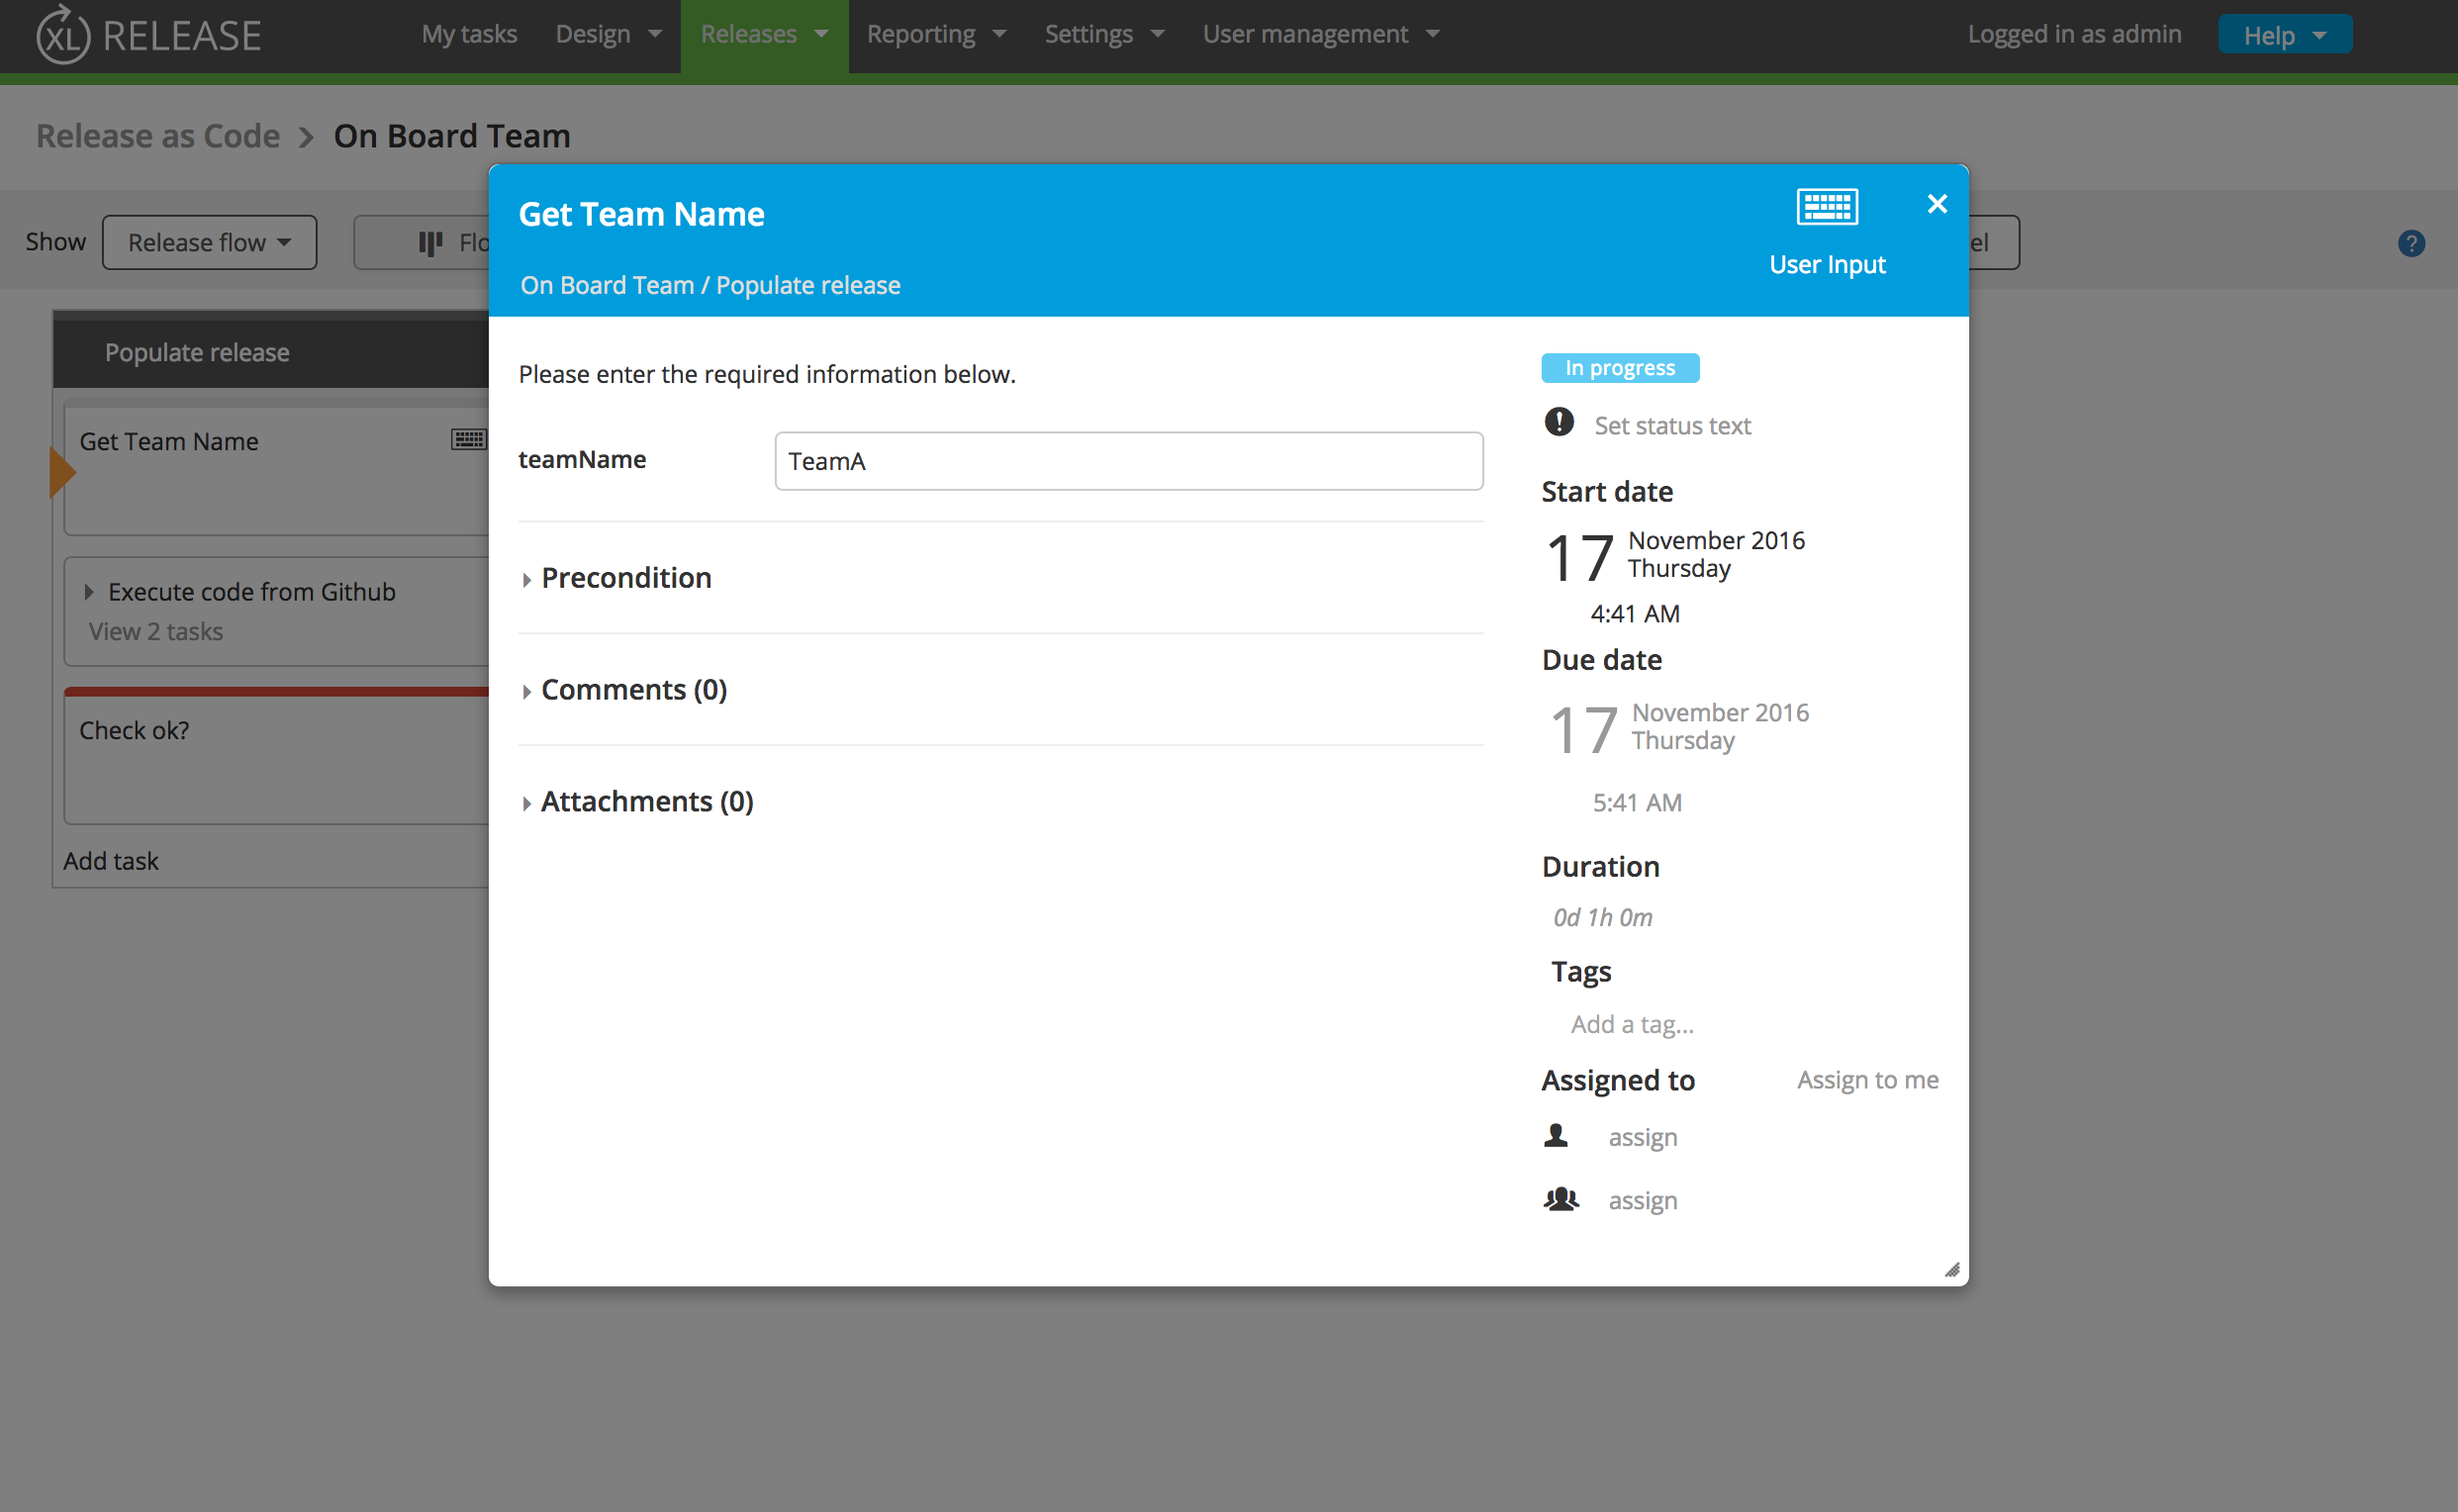 XL RELEASE
My tasks Design Releases Reporting Settings User management Logged in as admin Help
Release as Code > On Board Team
Show Release flow
Get Team Name
User Input
On Board Team / Populate release
Populate release
Get Team Name
Execute code from Github
View 2 tasks
Check ok?
Add task
Please enter the required information below.
teamName TeamA
Precondition
Comments (0)
Attachments (0)
In progress
Set status text
Start date
17 November 2016
Thursday
4:41 AM
Due date
17 November 2016
Thursday
5:41 AM
Duration
0d 1h 0m
Tags
Add a tag...
Assigned to Assign to me
assign
assign